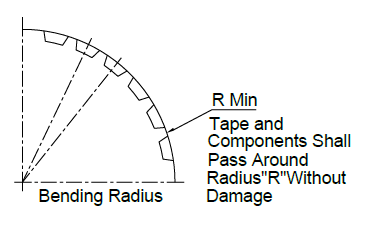 R Min
Tape and
Components Shall
Pass Around
Radius"R"Without
Damage
Bending Radius